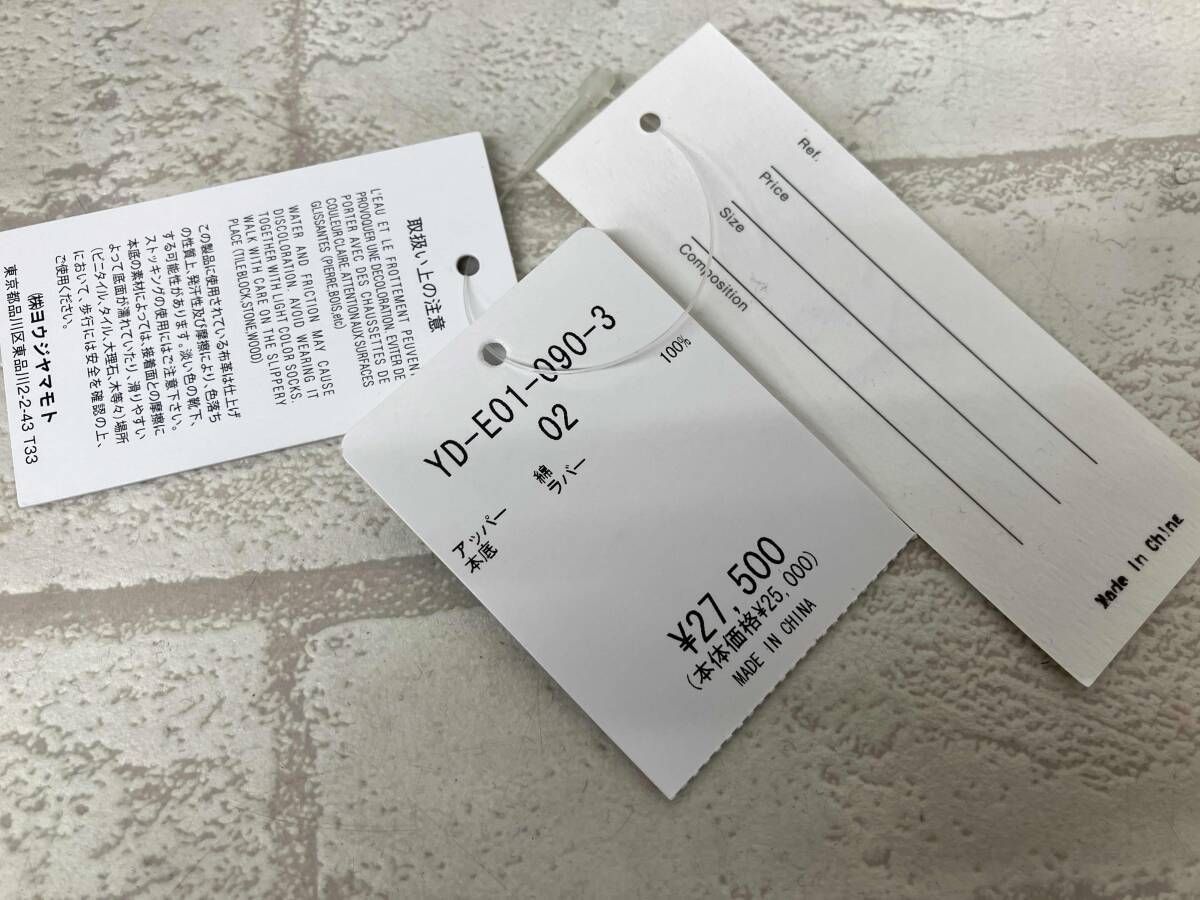 取扱い上の注意
L'EAU ET LE FROTTEMENT PEUVENT
PROVOQUER UNE DECOLORATION. EVITER DE
PORTER AVEC DES CHAUSSETTES DE
COULEUR CLAIRE. ATTENTION AUX SURFACES
GLISSANTES (PIERRE,BOIS,etc)
WATER AND FRICTION MAY CAUSE
DISCOLORATION. AVOID WEARING IT
TOGETHER WITH LIGHT COLOR SOCKS.
WALK WITH CARE ON THE SLIPPERY
PLACE (TILEBLOCK,STONE,WOOD)
この製品に使用されている布革は仕上げ
の性質上、発汗性及び摩擦により、色落ち
する可能性があります。淡い色の靴下、
ストッキングの使用にはご注意下さい。
本底の素材によっては、接着面との摩擦に
よって底面が濡れていたり、滑りやすい
(ビニタイル、タイル、大理石、木等々)場所
において、歩行には安全を確認の上、
ご使用ください。
㈱ヨウジヤマモト
東京都品川区東品川2-2-43 T33
YD-E01-090-3
02
アッパー 綿 100%
本底 ラバー
¥27,500
(本体価格¥25,000)
MADE IN CHINA
Ref.
Price
Size
Composition
Made in China